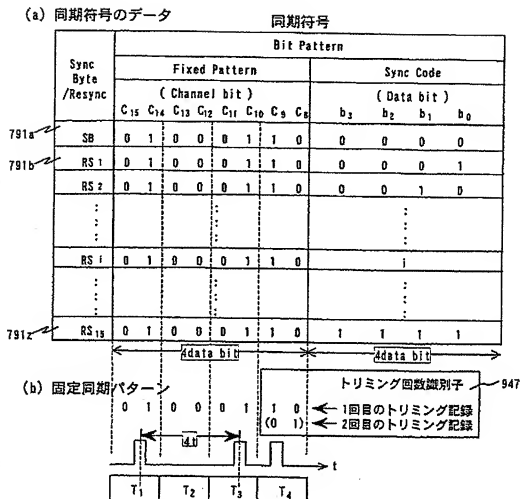 (a) 同期符号のデータ
同期符号
Sync Byte /Resync
Bit Pattern
Fixed Pattern
Sync Code
( Channel bit )
( Data bit )
C15 C14 C13 C12 C11 C10 C9 C8
b3 b2 b1 b0
791a
SB 0 1 0 0 0 1 1 0 0 0 0 0
791b
RS 1 0 1 0 0 0 1 1 0 0 0 0 1
RS 2 0 1 0 0 0 1 1 0 0 0 1 0
RS i 0 1 0 0 0 1 1 0 i
791z
RS 15 0 1 0 0 0 1 1 0 1 1 1 1
4data bit
4data bit
(b) 固定同期パターン
トリミング回数識別子
947
0 1 0 0 0 1 1 0 ← 1回目のトリミング記録
(0 1) ← 2回目のトリミング記録
4t
t
T1 T2 T3 T4